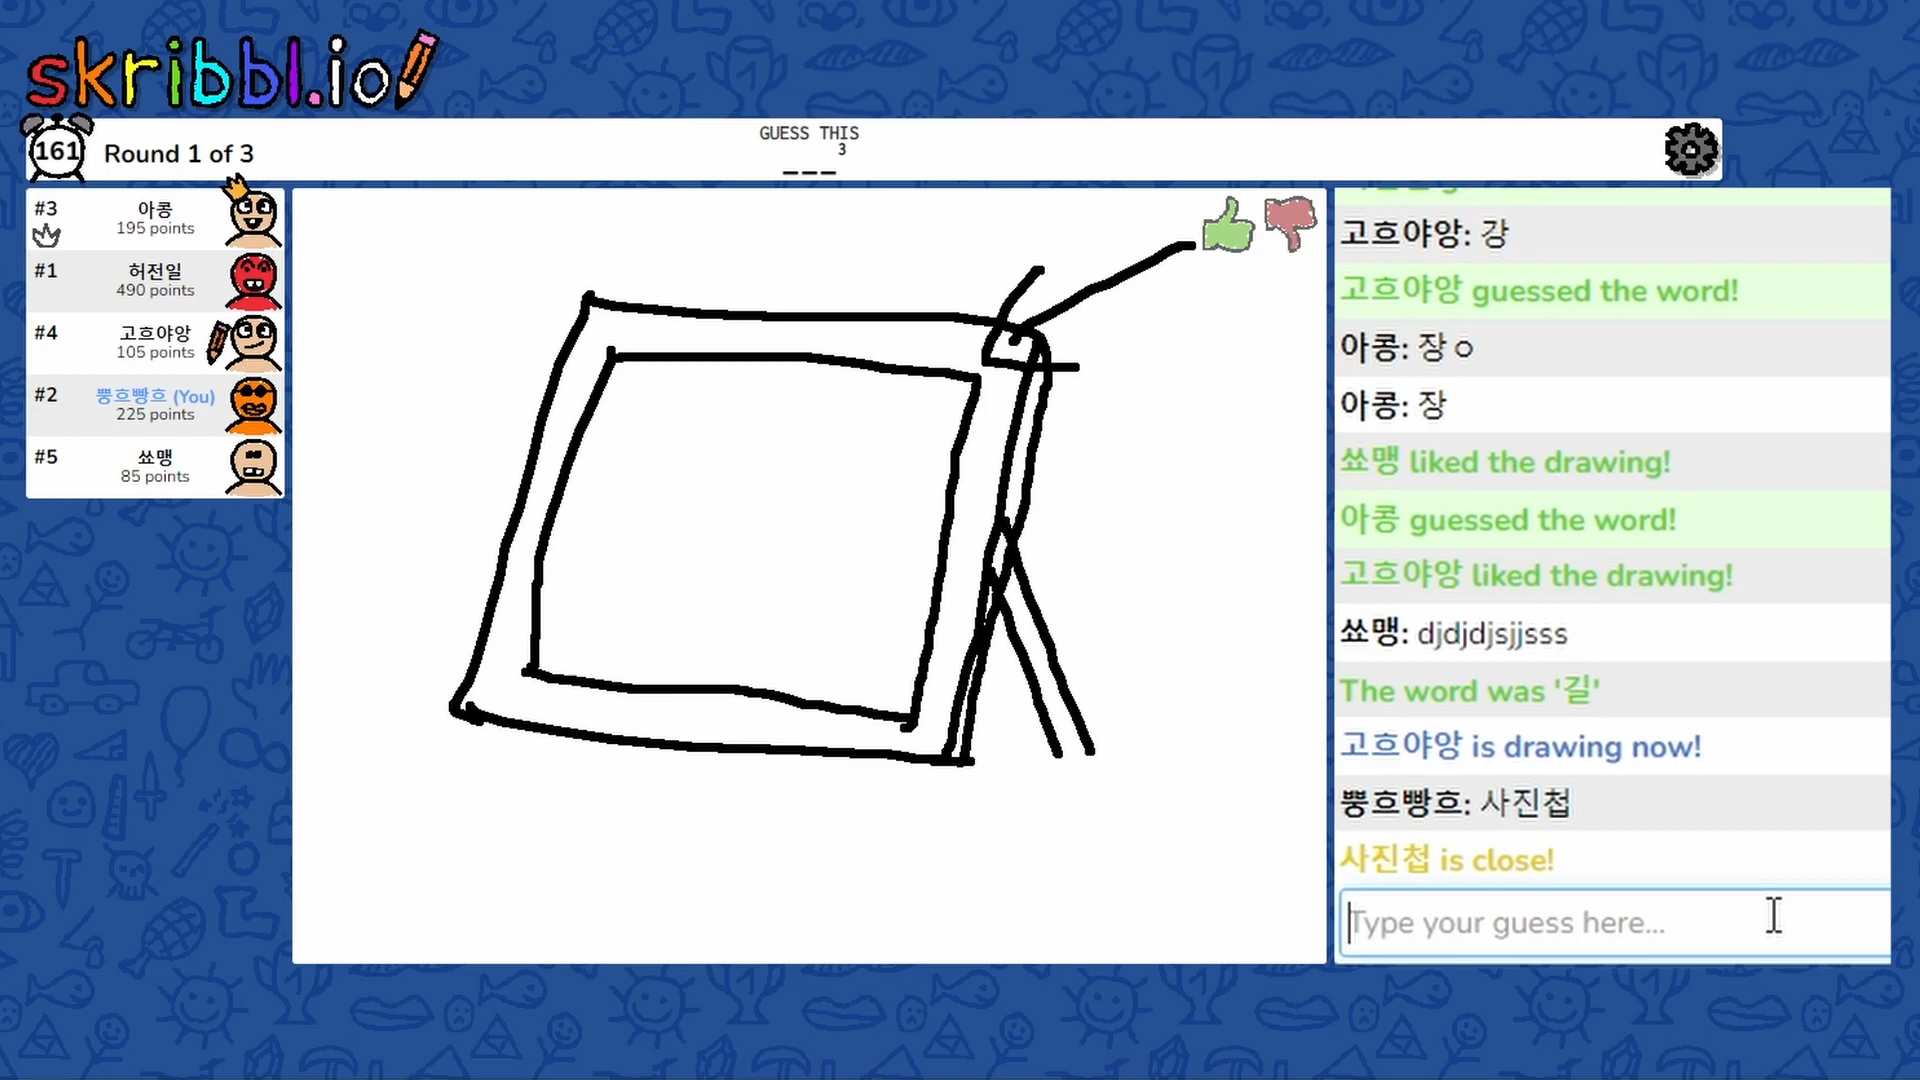 skribbl.io
161
Round 1 of 3
GUESS THIS
3
___
#3
아콩
195 points
#1
허전일
490 points
#4
고흐야앙
105 points
#2
뿡흐빵흐 (You)
225 points
#5
쑈맹
85 points
고흐야앙: 강
고흐야앙 guessed the word!
아콩: 장ㅇ
아콩: 장
쑈맹 liked the drawing!
아콩 guessed the word!
고흐야앙 liked the drawing!
쑈맹: djdjdjsjjsss
The word was '길'
고흐야앙 is drawing now!
뿡흐빵흐: 사진첩
사진첩 is close!
Type your guess here...